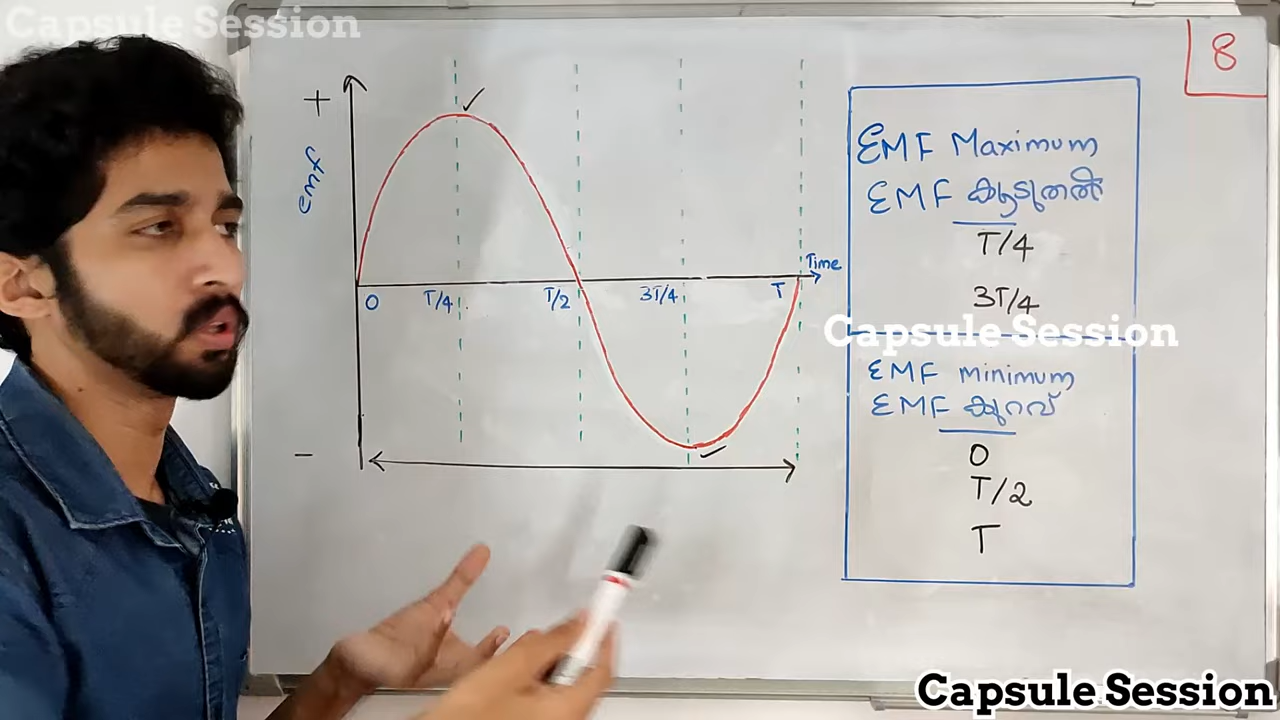 Capsule Session
8
+
emf
Time
0 T/4 T/2 3T/4 T
-
EMF Maximum
EMF കൂടുതൽ
T/4
3T/4
Capsule Session
EMF minimum
EMF കുറവ്
0
T/2
T
Capsule Session